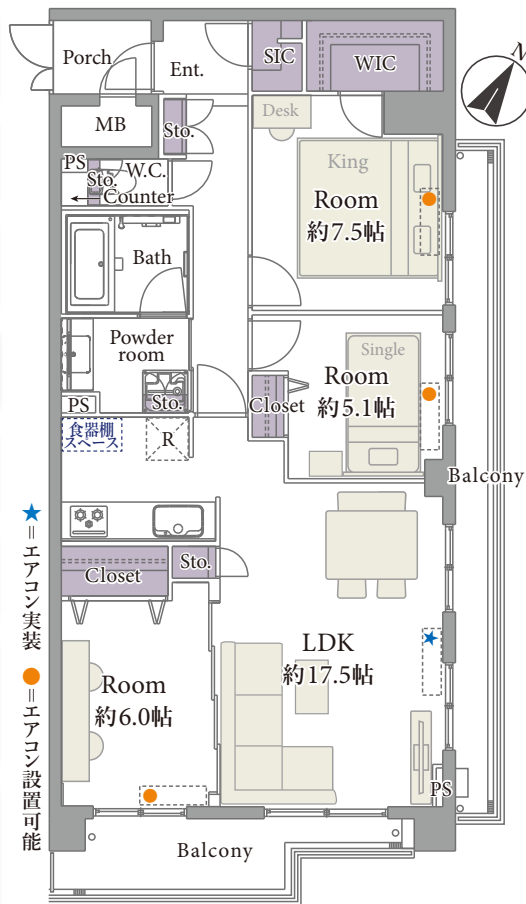 Porch
Ent.
SIC
WIC
N
MB
Sto.
Desk
PS
W.C.
Sto.
Counter
King
Room
約7.5帖
Bath
Powder
room
Single
Room
約5.1帖
PS
Sto.
Closet
食器棚
スペース
R
Balcony
★=エアコン実装
●=エアコン設置可能
Closet
Sto.
LDK
約17.5帖
Room
約6.0帖
PS
Balcony